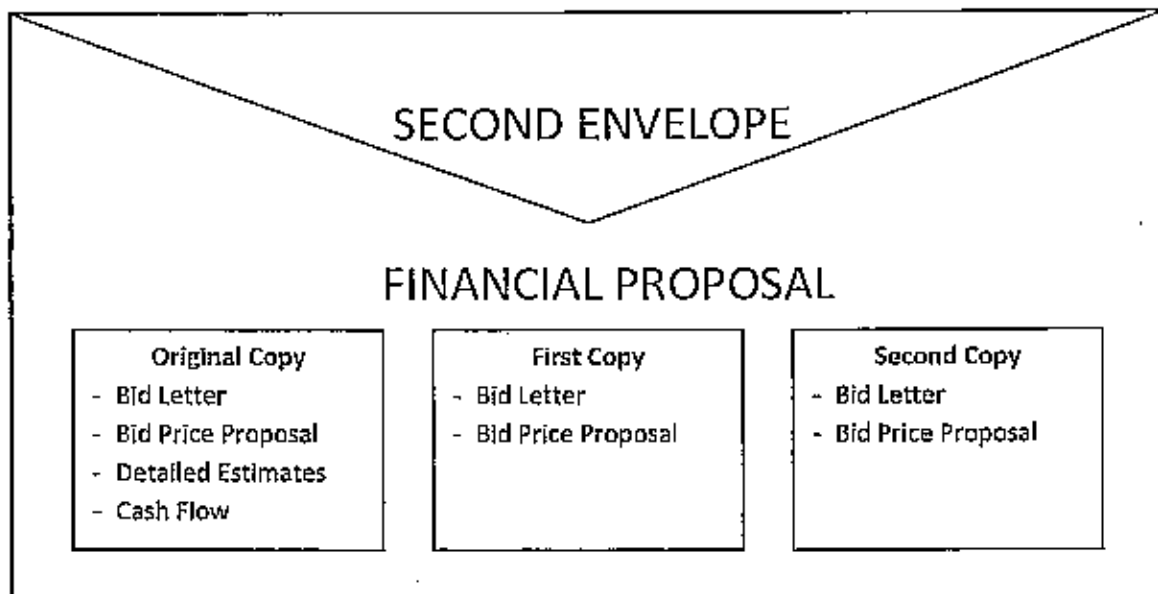 SECOND ENVELOPE
FINANCIAL PROPOSAL
Original Copy
- Bid Letter
- Bid Price Proposal
- Detailed Estimates
- Cash Flow
First Copy
- Bid Letter
- Bid Price Proposal
Second Copy
- Bid Letter
- Bid Price Proposal